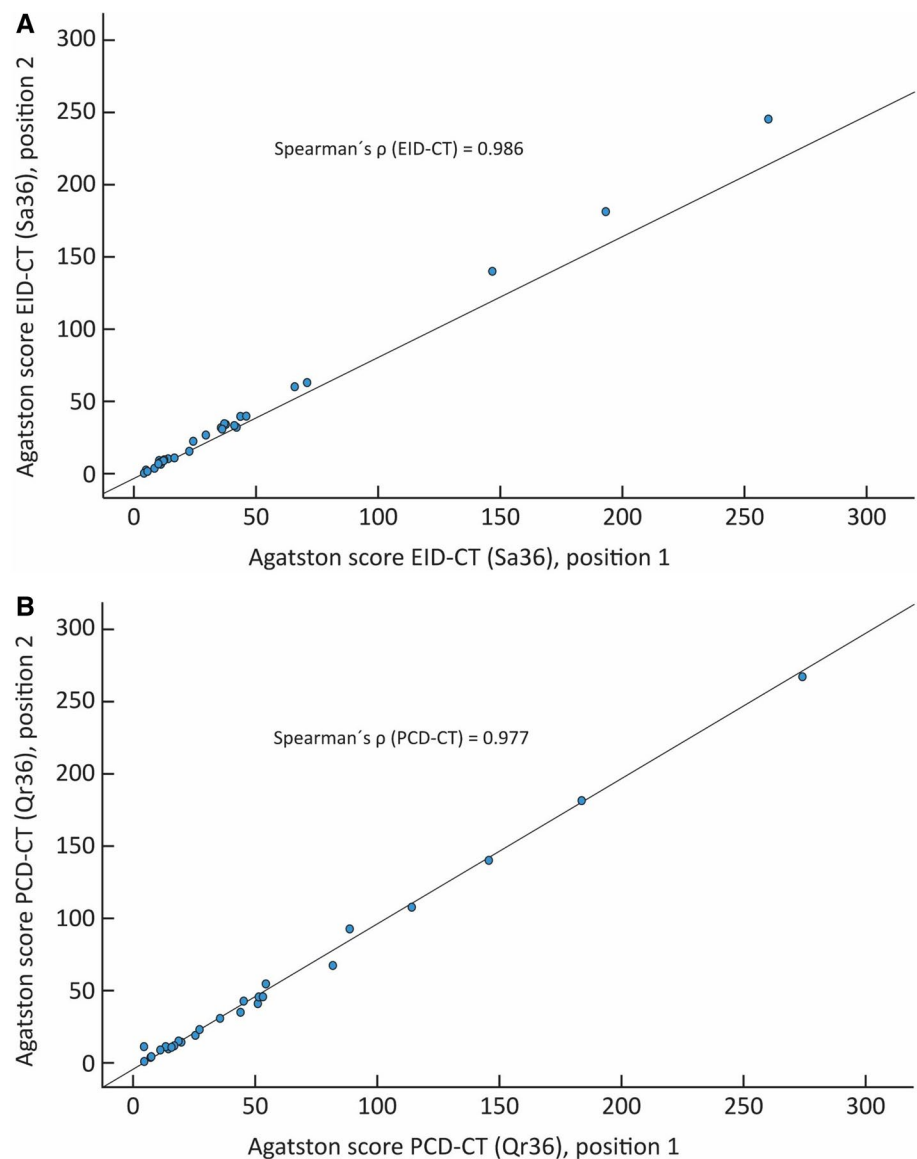 A
300
250
200
150
100
50
0
Agatston score EID-CT (Sa36), position 2
Spearman´s ρ (EID-CT) = 0.986
0 50 100 150 200 250 300
Agatston score EID-CT (Sa36), position 1
B
300
250
200
150
100
50
0
Agatston score PCD-CT (Qr36), position 2
Spearman´s ρ (PCD-CT) = 0.977
0 50 100 150 200 250 300
Agatston score PCD-CT (Qr36), position 1